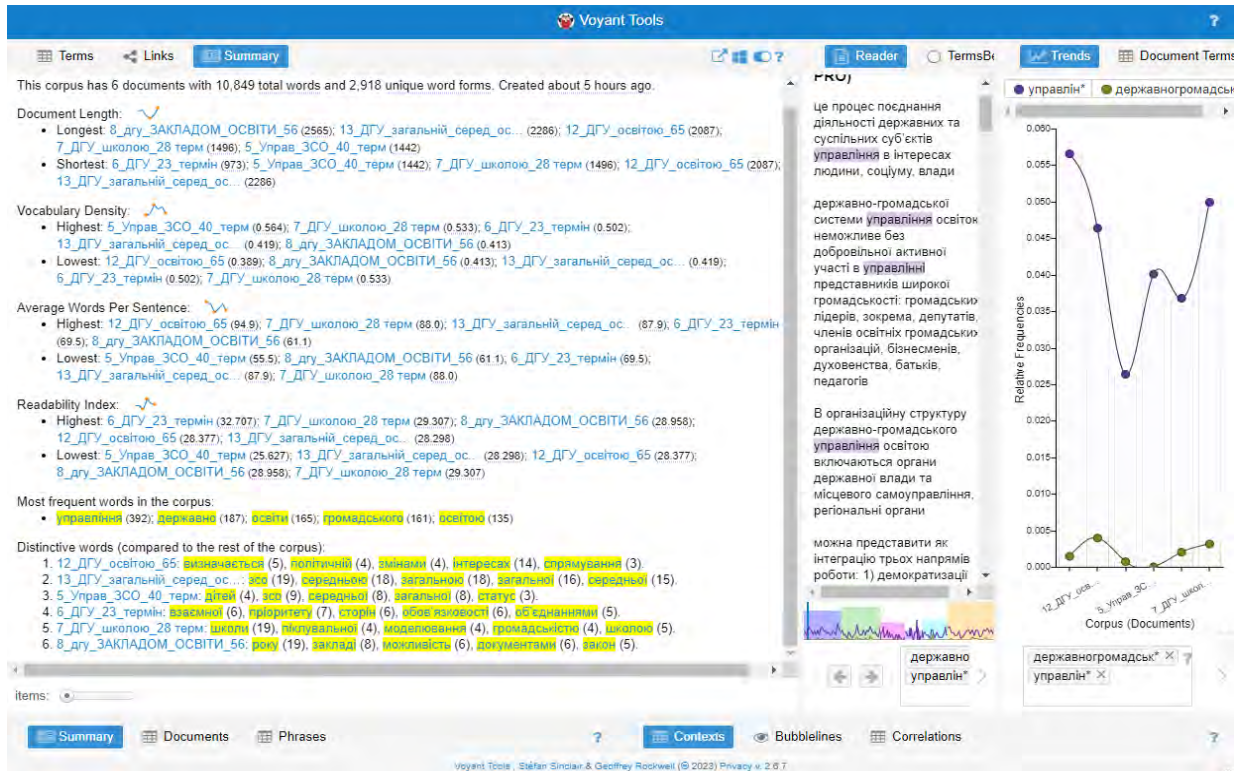 Voyant Tools
?
Terms
Links
Summary
?
Reader
Trends
Document Terms
This corpus has 6 documents with 10,849 total words and 2,918 unique word forms. Created about 5 hours ago.
Document Length:
• Longest: 8_дгу_ЗАКЛАДОМ_ОСВІТИ_56 (2565); 13_ДГУ_загальній_серед_ос... (2286); 12_ДГУ_освітою_65 (2087);
7_ДГУ_школою_28 терм (1496); 5_Управ_ЗСО_40_терм (1442)
• Shortest: 6_ДГУ_23_термін (973); 5_Управ_ЗСО_40_терм (1442); 7_ДГУ_школою_28 терм (1496); 12_ДГУ_освітою_65 (2087);
13_ДГУ_загальній_серед_ос... (2286)
Vocabulary Density:
• Highest: 5_Управ_ЗСО_40_терм (0.564); 7_ДГУ_школою_28 терм (0.533); 6_ДГУ_23_термін (0.502);
13_ДГУ_загальній_серед_ос... (0.419); 8_дгу_ЗАКЛАДОМ_ОСВІТИ_56 (0.413)
• Lowest: 12_ДГУ_освітою_65 (0.389); 8_дгу_ЗАКЛАДОМ_ОСВІТИ_56 (0.413); 13_ДГУ_загальній_серед_ос... (0.419);
6_ДГУ_23_термін (0.502); 7_ДГУ_школою_28 терм (0.533)
Average Words Per Sentence:
• Highest: 12_ДГУ_освітою_65 (94.9); 7_ДГУ_школою_28 терм (88.0); 13_ДГУ_загальній_серед_ос... (87.9); 6_ДГУ_23_термін
(69.5); 8_дгу_ЗАКЛАДОМ_ОСВІТИ_56 (61.1)
• Lowest: 5_Управ_ЗСО_40_терм (55.5); 8_дгу_ЗАКЛАДОМ_ОСВІТИ_56 (61.1); 6_ДГУ_23_термін (69.5);
13_ДГУ_загальній_серед_ос... (87.9); 7_ДГУ_школою_28 терм (88.0)
Readability Index:
• Highest: 6_ДГУ_23_термін (32.707); 7_ДГУ_школою_28 терм (29.307); 8_дгу_ЗАКЛАДОМ_ОСВІТИ_56 (28.958);
12_ДГУ_освітою_65 (28.377); 13_ДГУ_загальній_серед_ос... (28.298)
• Lowest: 5_Управ_ЗСО_40_терм (25.627); 13_ДГУ_загальній_серед_ос... (28.298); 12_ДГУ_освітою_65 (28.377);
8_дгу_ЗАКЛАДОМ_ОСВІТИ_56 (28.958); 7_ДГУ_школою_28 терм (29.307)
Most frequent words in the corpus:
• управління (392); державно (187); освіти (165); громадського (161); освітою (135)
Distinctive words (compared to the rest of the corpus):
1. 12_ДГУ_освітою_65: визначається (5), політичній (4), змінами (4), інтересах (14), спрямування (3).
2. 13_ДГУ_загальній_серед_ос...: зсо (19), середньою (18), загальною (18), загальної (16), середньої (15).
3. 5_Управ_ЗСО_40_терм: дітей (4), зсо (9), середньої (8), загальної (8), статус (3).
4. 6_ДГУ_23_термін: взаємної (6), пріоритету (7), сторін (6), обов'язковості (6), об'єднаннями (5).
5. 7_ДГУ_школою_28 терм: школи (19), піклувальної (4), моделювання (4), громадськістю (4), школою (5).
6. 8_дгу_ЗАКЛАДОМ_ОСВІТИ_56: року (19), закладі (8), можливість (6), документами (6), закон (5).
items:
PRO)
це процес поєднання
діяльності державних та
суспільних суб'єктів
управління в інтересах
людини, соціуму, влади
державно-громадської
системи управління
неможливе без
добровільної активної
участі в управлінні
представників широкої
громадськості:
лідерів, зокрема, депутатів,
членів освітніх
організацій, бізнесменів,
духовенства, батьків,
педагогів
В організаційну структуру
державно-громадського
управління освітою
включаються органи
державної влади та
місцевого самоврядування,
регіональні органи
можна представити як
інтеграцію трьох напрямів
роботи: 1) демократизації
державно
управлін*
управлін*
0.060
0.055
0.050
0.045
0.040
0.035
0.030
0.025
0.020
0.015
0.010
0.005
0.000
Relative Frequencies
12_ДГУ_осв...
5_Управ_ЗС...
7_ДГУ_школ...
Corpus (Documents)
державногромадськ* ×
?
управлін* ×
Summary
Documents
Phrases
?
Contexts
Bubblelines
Correlations
?
Voyant Tools , Stéfan Sinclair & Geoffrey Rockwell (© 2023) Privacy v. 2.6.7